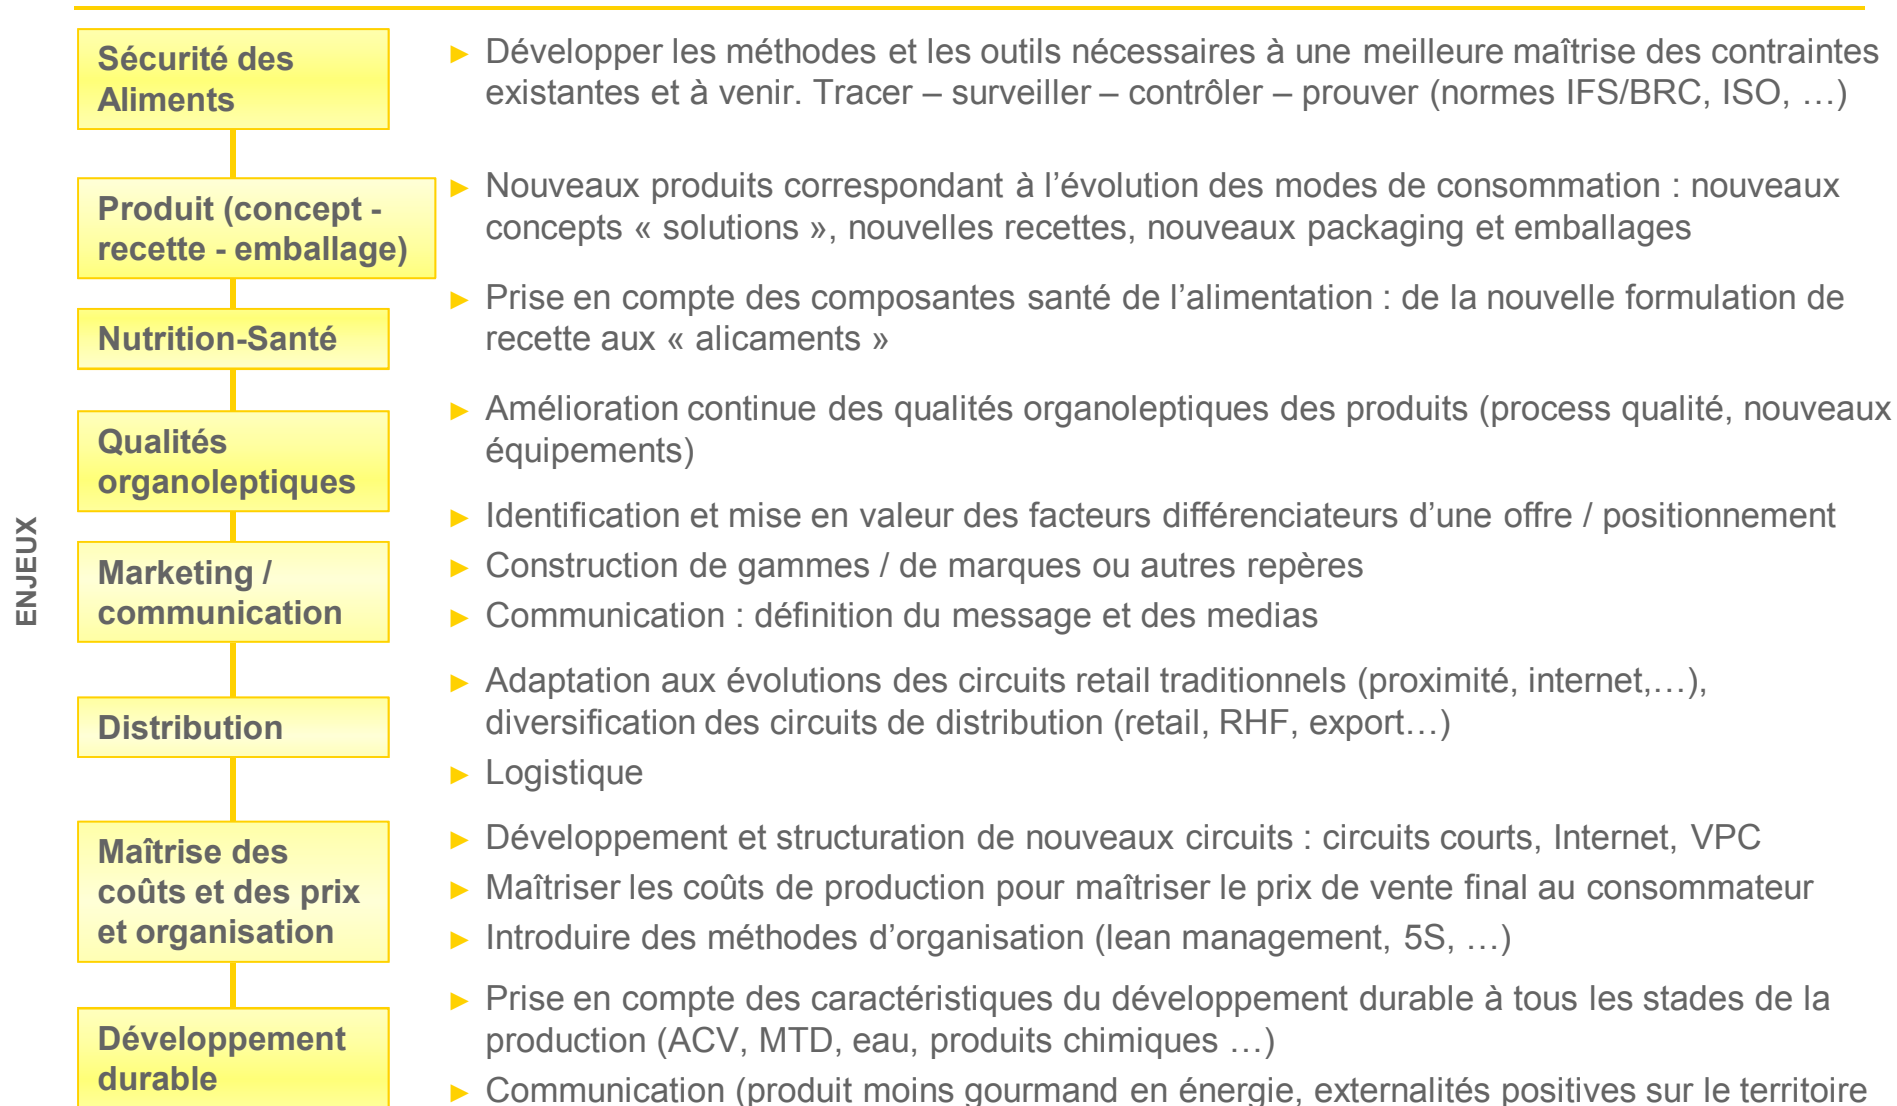 ENJEUX
Sécurité des
Aliments
► Développer les méthodes et les outils nécessaires à une meilleure maîtrise des contraintes
existantes et à venir. Tracer – surveiller – contrôler – prouver (normes IFS/BRC, ISO, …)
Produit (concept -
recette - emballage)
► Nouveaux produits correspondant à l’évolution des modes de consommation : nouveaux
concepts « solutions », nouvelles recettes, nouveaux packaging et emballages
Nutrition-Santé
► Prise en compte des composantes santé de l’alimentation : de la nouvelle formulation de
recette aux « alicaments »
Qualités
organoleptiques
► Amélioration continue des qualités organoleptiques des produits (process qualité, nouveaux
équipements)
Marketing /
communication
► Identification et mise en valeur des facteurs différenciateurs d’une offre / positionnement
► Construction de gammes / de marques ou autres repères
► Communication : définition du message et des medias
Distribution
► Adaptation aux évolutions des circuits retail traditionnels (proximité, internet,…),
diversification des circuits de distribution (retail, RHF, export…)
► Logistique
Maîtrise des
coûts et des prix
et organisation
► Développement et structuration de nouveaux circuits : circuits courts, Internet, VPC
► Maîtriser les coûts de production pour maîtriser le prix de vente final au consommateur
► Introduire des méthodes d’organisation (lean management, 5S, …)
Développement
durable
► Prise en compte des caractéristiques du développement durable à tous les stades de la
production (ACV, MTD, eau, produits chimiques …)
► Communication (produit moins gourmand en énergie, externalités positives sur le territoire